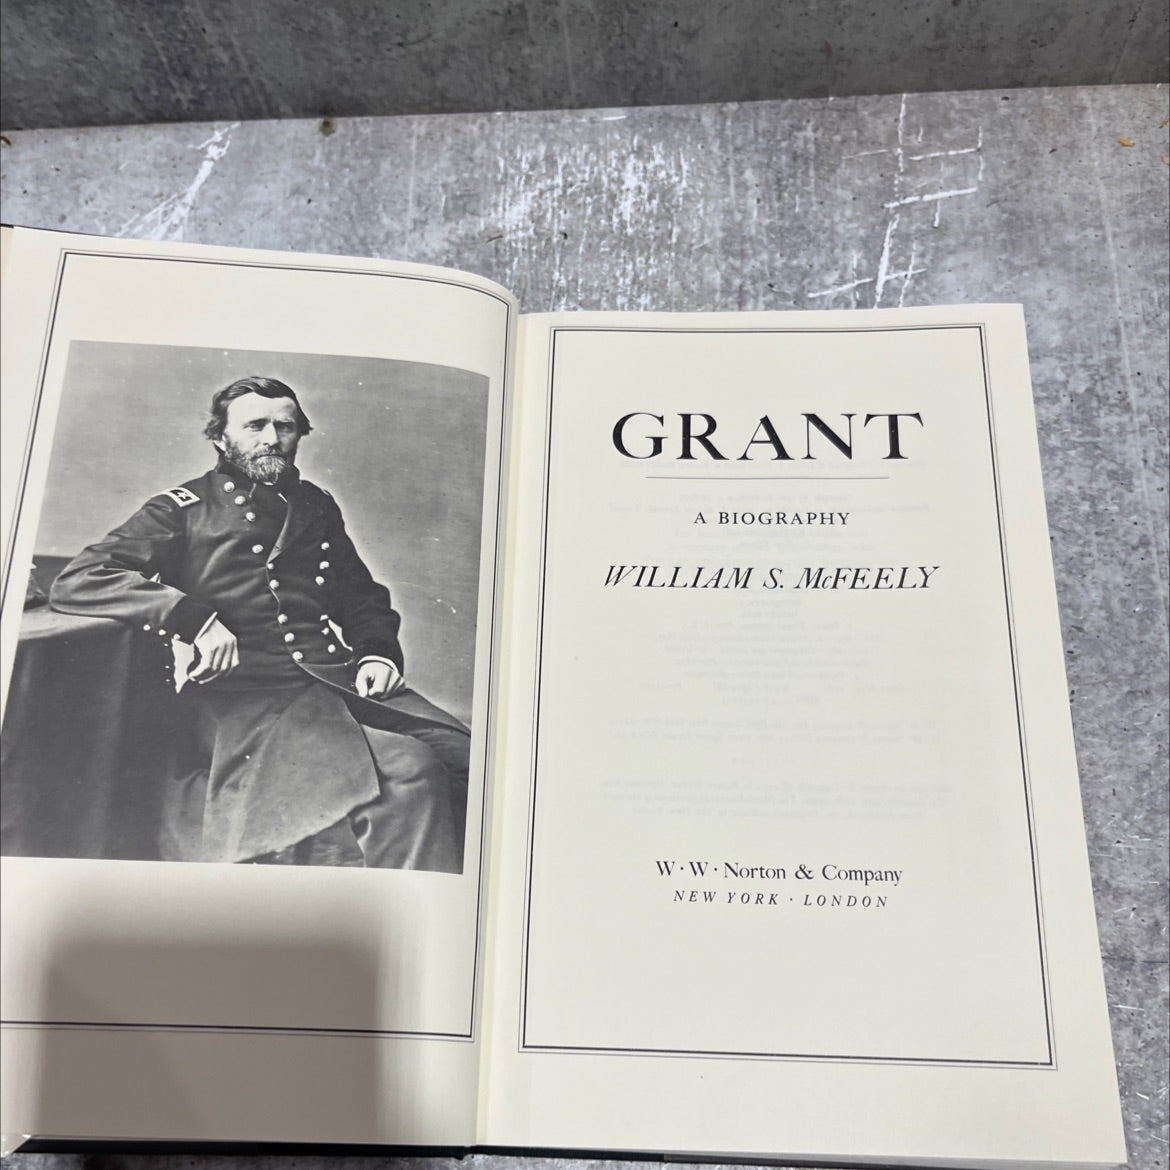 GRANT
A BIOGRAPHY
WILLIAM S. McFEELY
W · W · Norton & Company
NEW YORK · LONDON